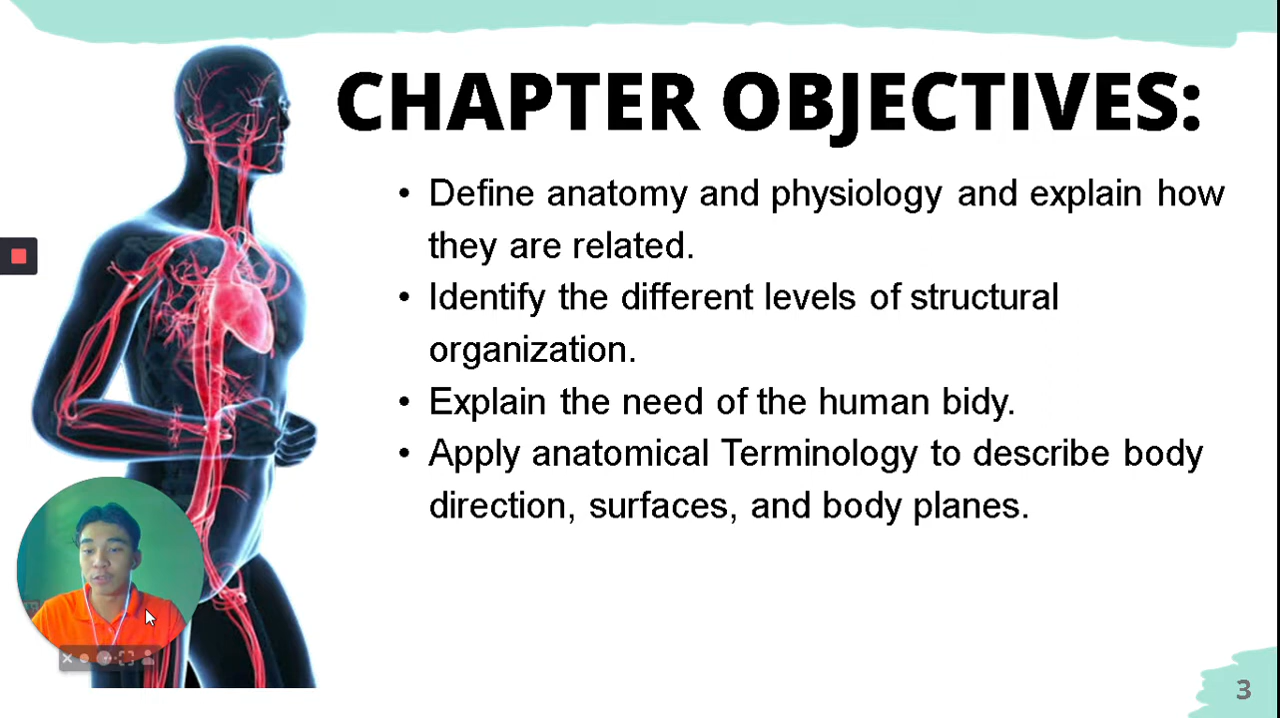 CHAPTER OBJECTIVES:
• Define anatomy and physiology and explain how
they are related.
• Identify the different levels of structural
organization.
• Explain the need of the human bidy.
• Apply anatomical Terminology to describe body
direction, surfaces, and body planes.
3